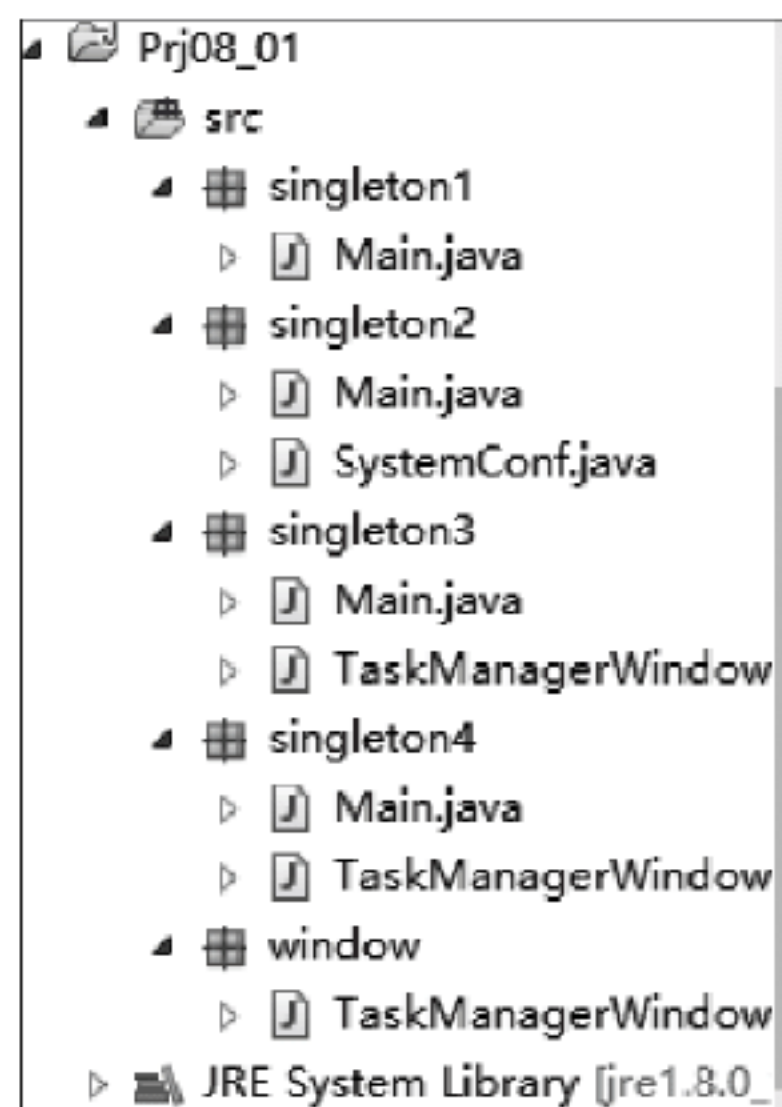 Prj08_01
src
singleton1
Main.java
singleton2
Main.java
SystemConf.java
singleton3
Main.java
TaskManagerWindow
singleton4
Main.java
TaskManagerWindow
window
TaskManagerWindow
JRE System Library [jre1.8.0_